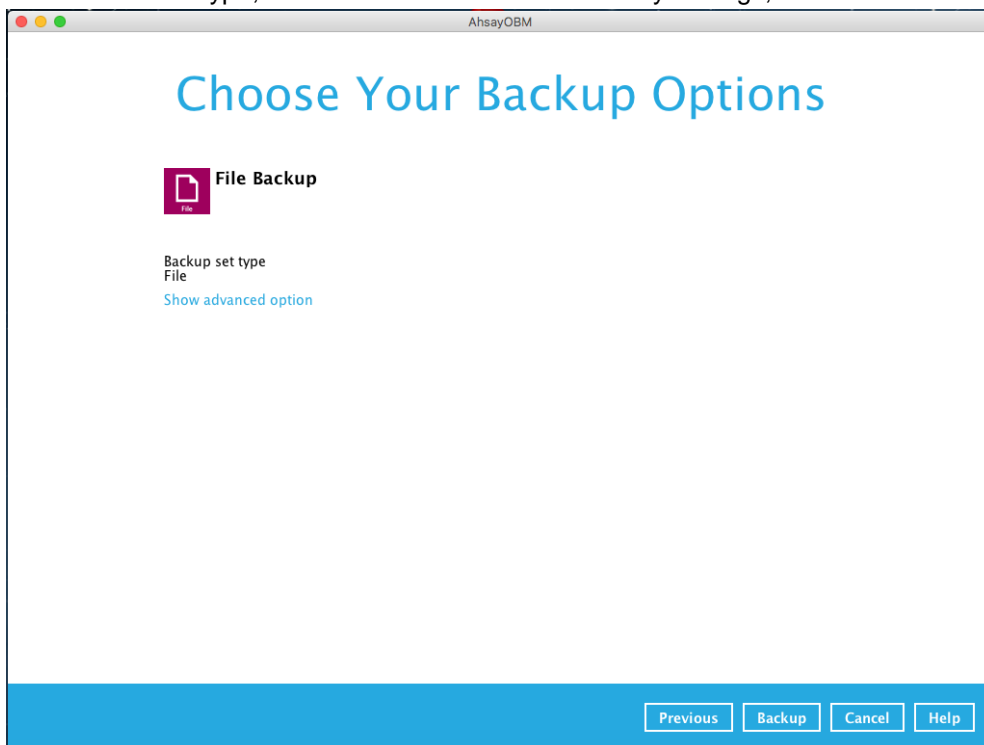 AhsayOBM
Choose Your Backup Options
File Backup
File
Backup set type
File
Show advanced option
Previous Backup Cancel Help